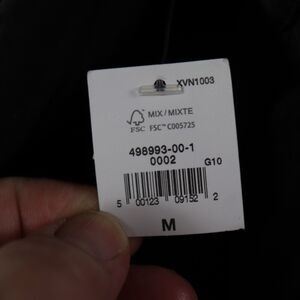 XVN1003
MIX / MIXTE
FSC FSC™ C005725
498993-00-1
0002 G10
5 00123 09152 2
M